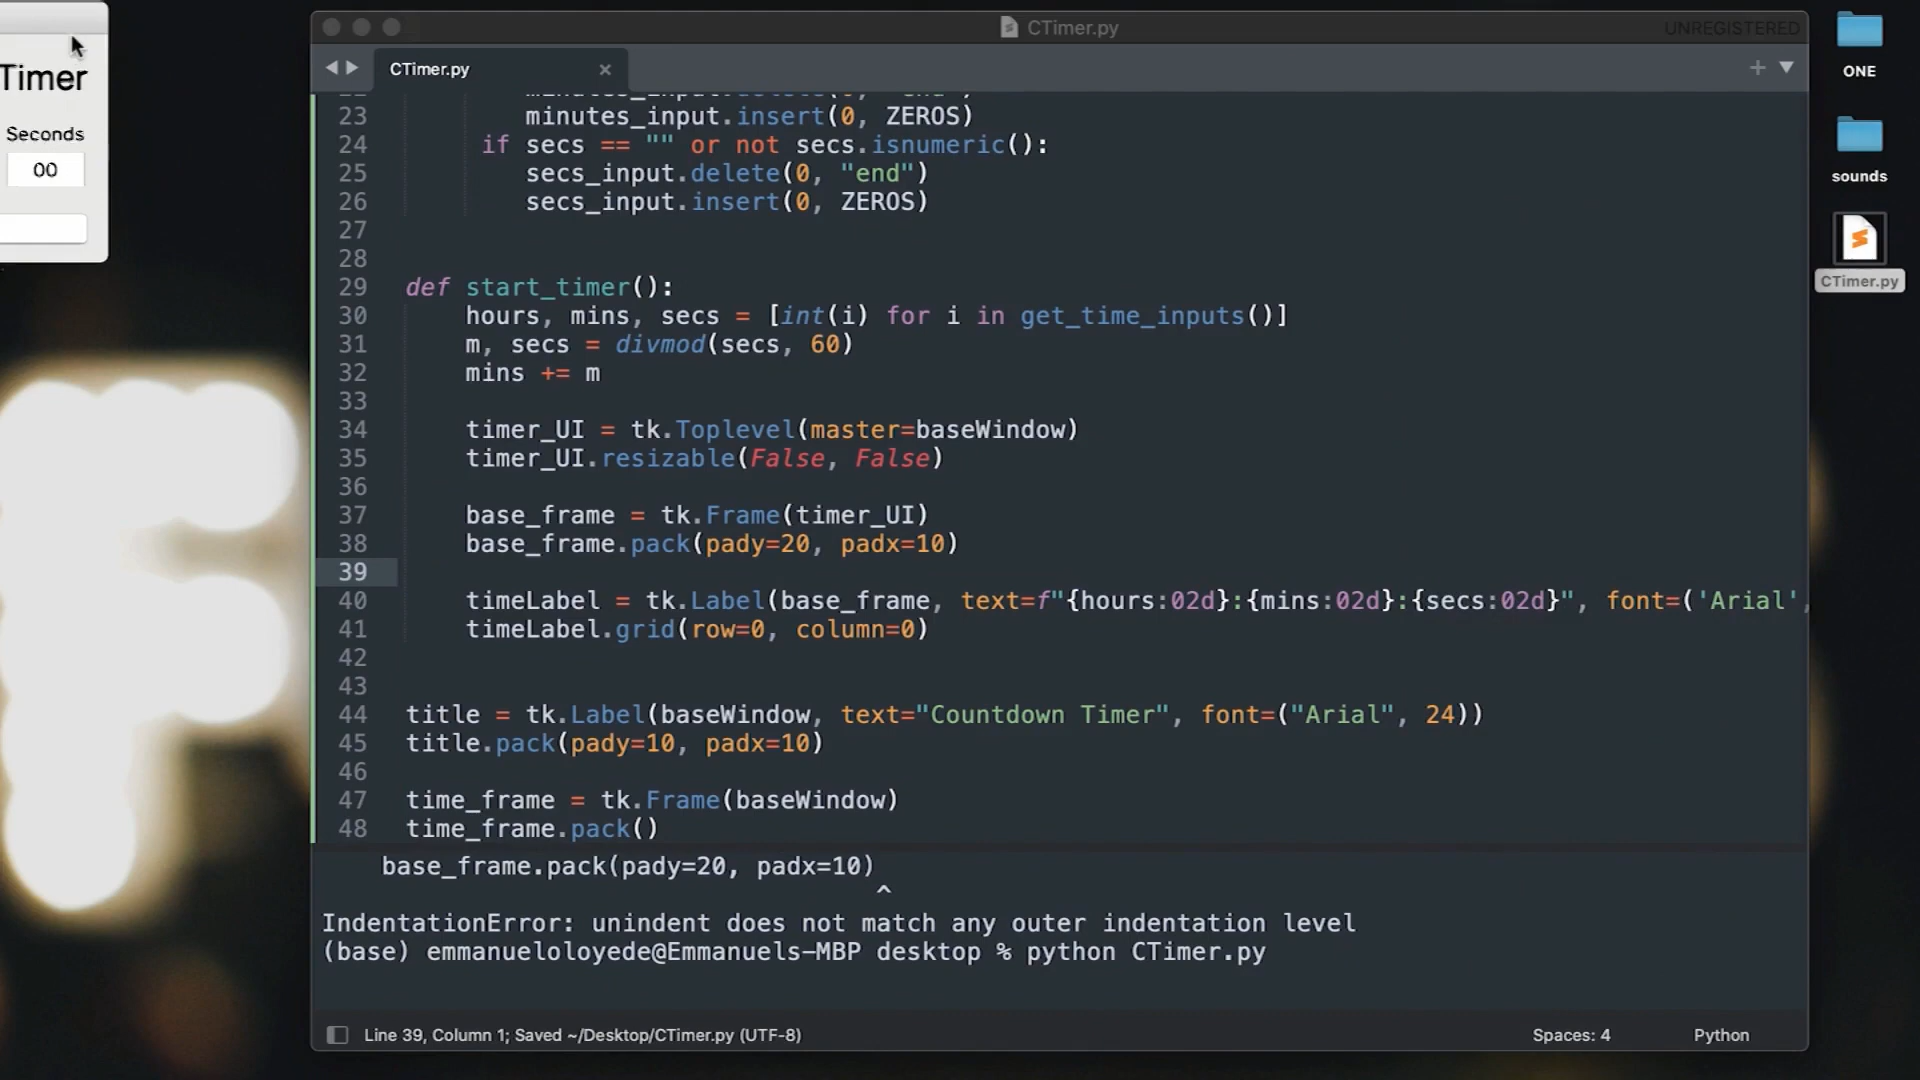 CTimer.py
UNREGISTERED
CTimer.py ×
Timer
Seconds
00
23 minutes_input.insert(0, ZEROS)
24 if secs == "" or not secs.isnumeric():
25 secs_input.delete(0, "end")
26 secs_input.insert(0, ZEROS)
27
28
29 def start_timer():
30 hours, mins, secs = [int(i) for i in get_time_inputs()]
31 m, secs = divmod(secs, 60)
32 mins += m
33
34 timer_UI = tk.Toplevel(master=baseWindow)
35 timer_UI.resizable(False, False)
36
37 base_frame = tk.Frame(timer_UI)
38 base_frame.pack(pady=20, padx=10)
39
40 timeLabel = tk.Label(base_frame, text=f"{hours:02d}:{mins:02d}:{secs:02d}", font=('Arial',
41 timeLabel.grid(row=0, column=0)
42
43
44 title = tk.Label(baseWindow, text="Countdown Timer", font=("Arial", 24))
45 title.pack(pady=10, padx=10)
46
47 time_frame = tk.Frame(baseWindow)
48 time_frame.pack()
base_frame.pack(pady=20, padx=10)
^
IndentationError: unindent does not match any outer indentation level
(base) emmanueloloyede@Emmanuels-MBP desktop % python CTimer.py
Line 39, Column 1; Saved ~/Desktop/CTimer.py (UTF-8)
Spaces: 4
Python
ONE
sounds
CTimer.py